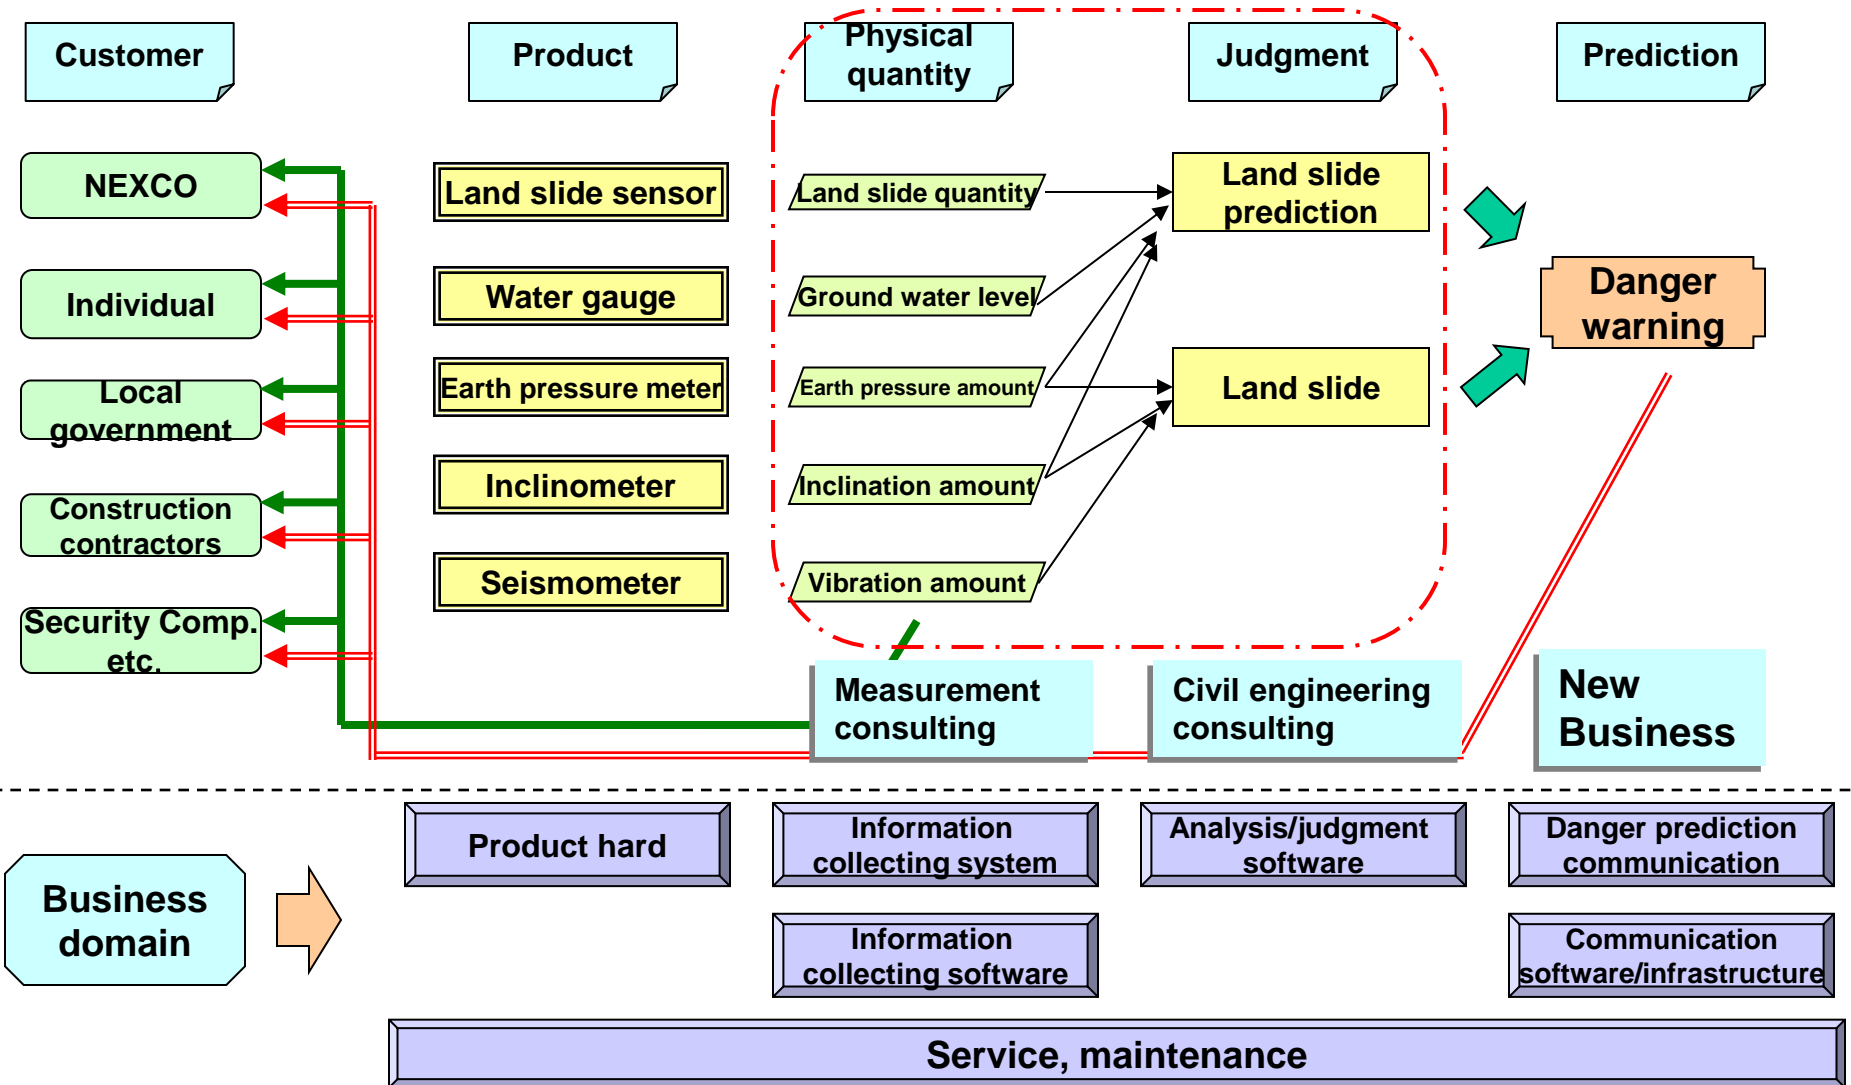 Customer
Product
Physical
quantity
Judgment
Prediction
NEXCO
Land slide sensor
Land slide quantity
Land slide
prediction
Individual
Water gauge
Ground water level
Danger
warning
Local
government
Earth pressure meter
Earth pressure amount
Land slide
Construction
contractors
Inclinometer
Inclination amount
Security Comp.
etc.
Seismometer
Vibration amount
Measurement
consulting
Civil engineering
consulting
New
Business
Business
domain
Product hard
Information
collecting system
Analysis/judgment
software
Danger prediction
communication
Information
collecting software
Communication
software/infrastructure
Service, maintenance